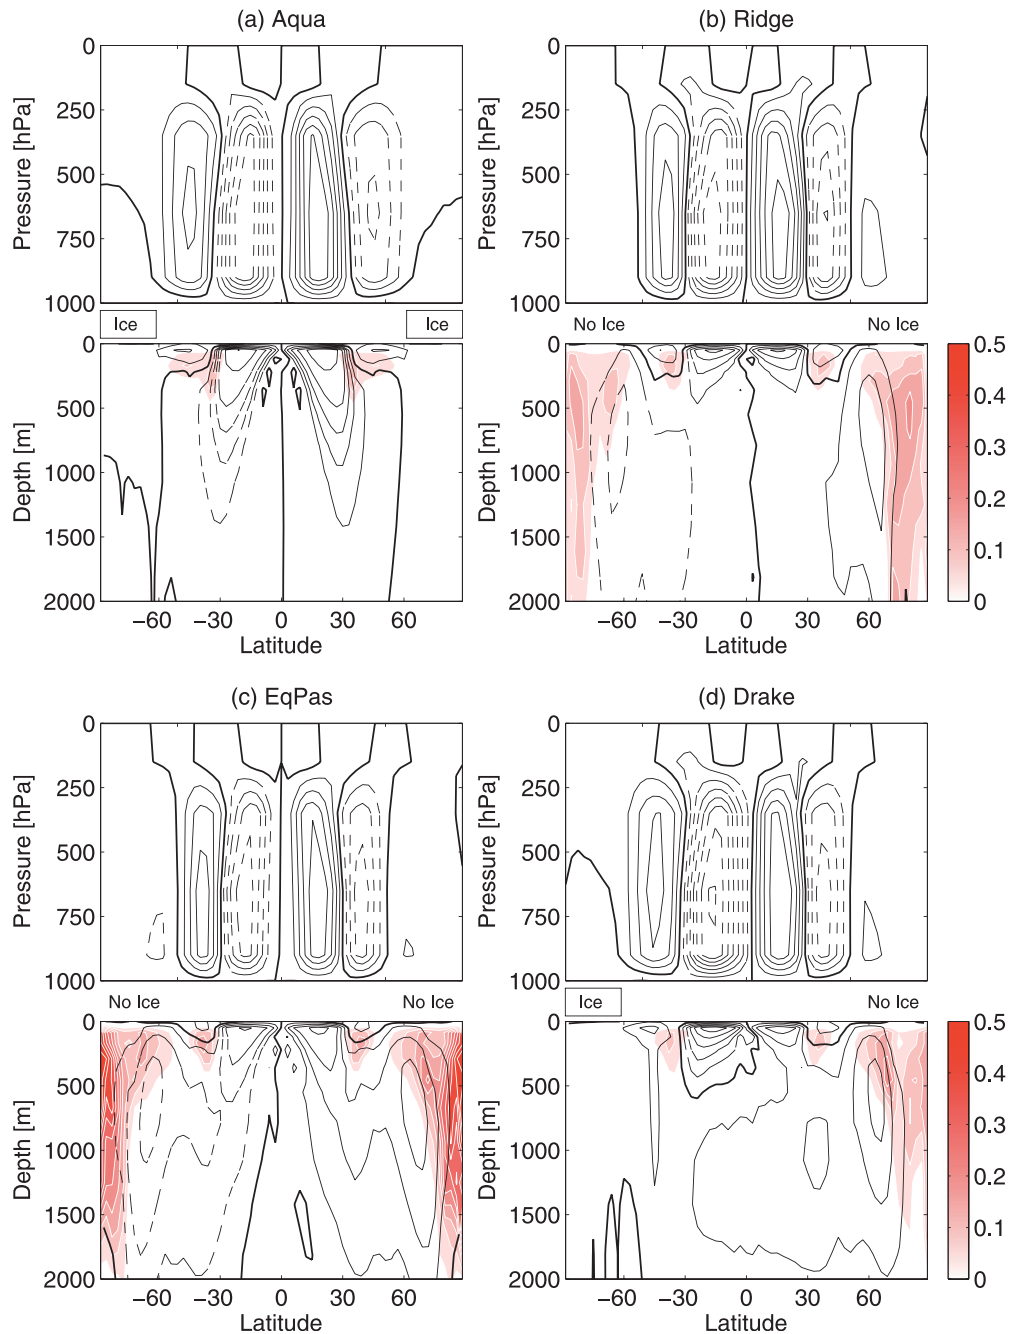 (a) Aqua
(b) Ridge
0
250
500
750
1000
Pressure [hPa]
0
250
500
750
1000
Pressure [hPa]
Ice
Ice
No Ice
No Ice
0
500
1000
1500
2000
Depth [m]
−60 −30 0 30 60
Latitude
0
500
1000
1500
2000
Depth [m]
−60 −30 0 30 60
Latitude
0.5
0.4
0.3
0.2
0.1
0
(c) EqPas
(d) Drake
0
250
500
750
1000
Pressure [hPa]
0
250
500
750
1000
Pressure [hPa]
No Ice
No Ice
Ice
No Ice
0
500
1000
1500
2000
Depth [m]
−60 −30 0 30 60
Latitude
0
500
1000
1500
2000
Depth [m]
−60 −30 0 30 60
Latitude
0.5
0.4
0.3
0.2
0.1
0